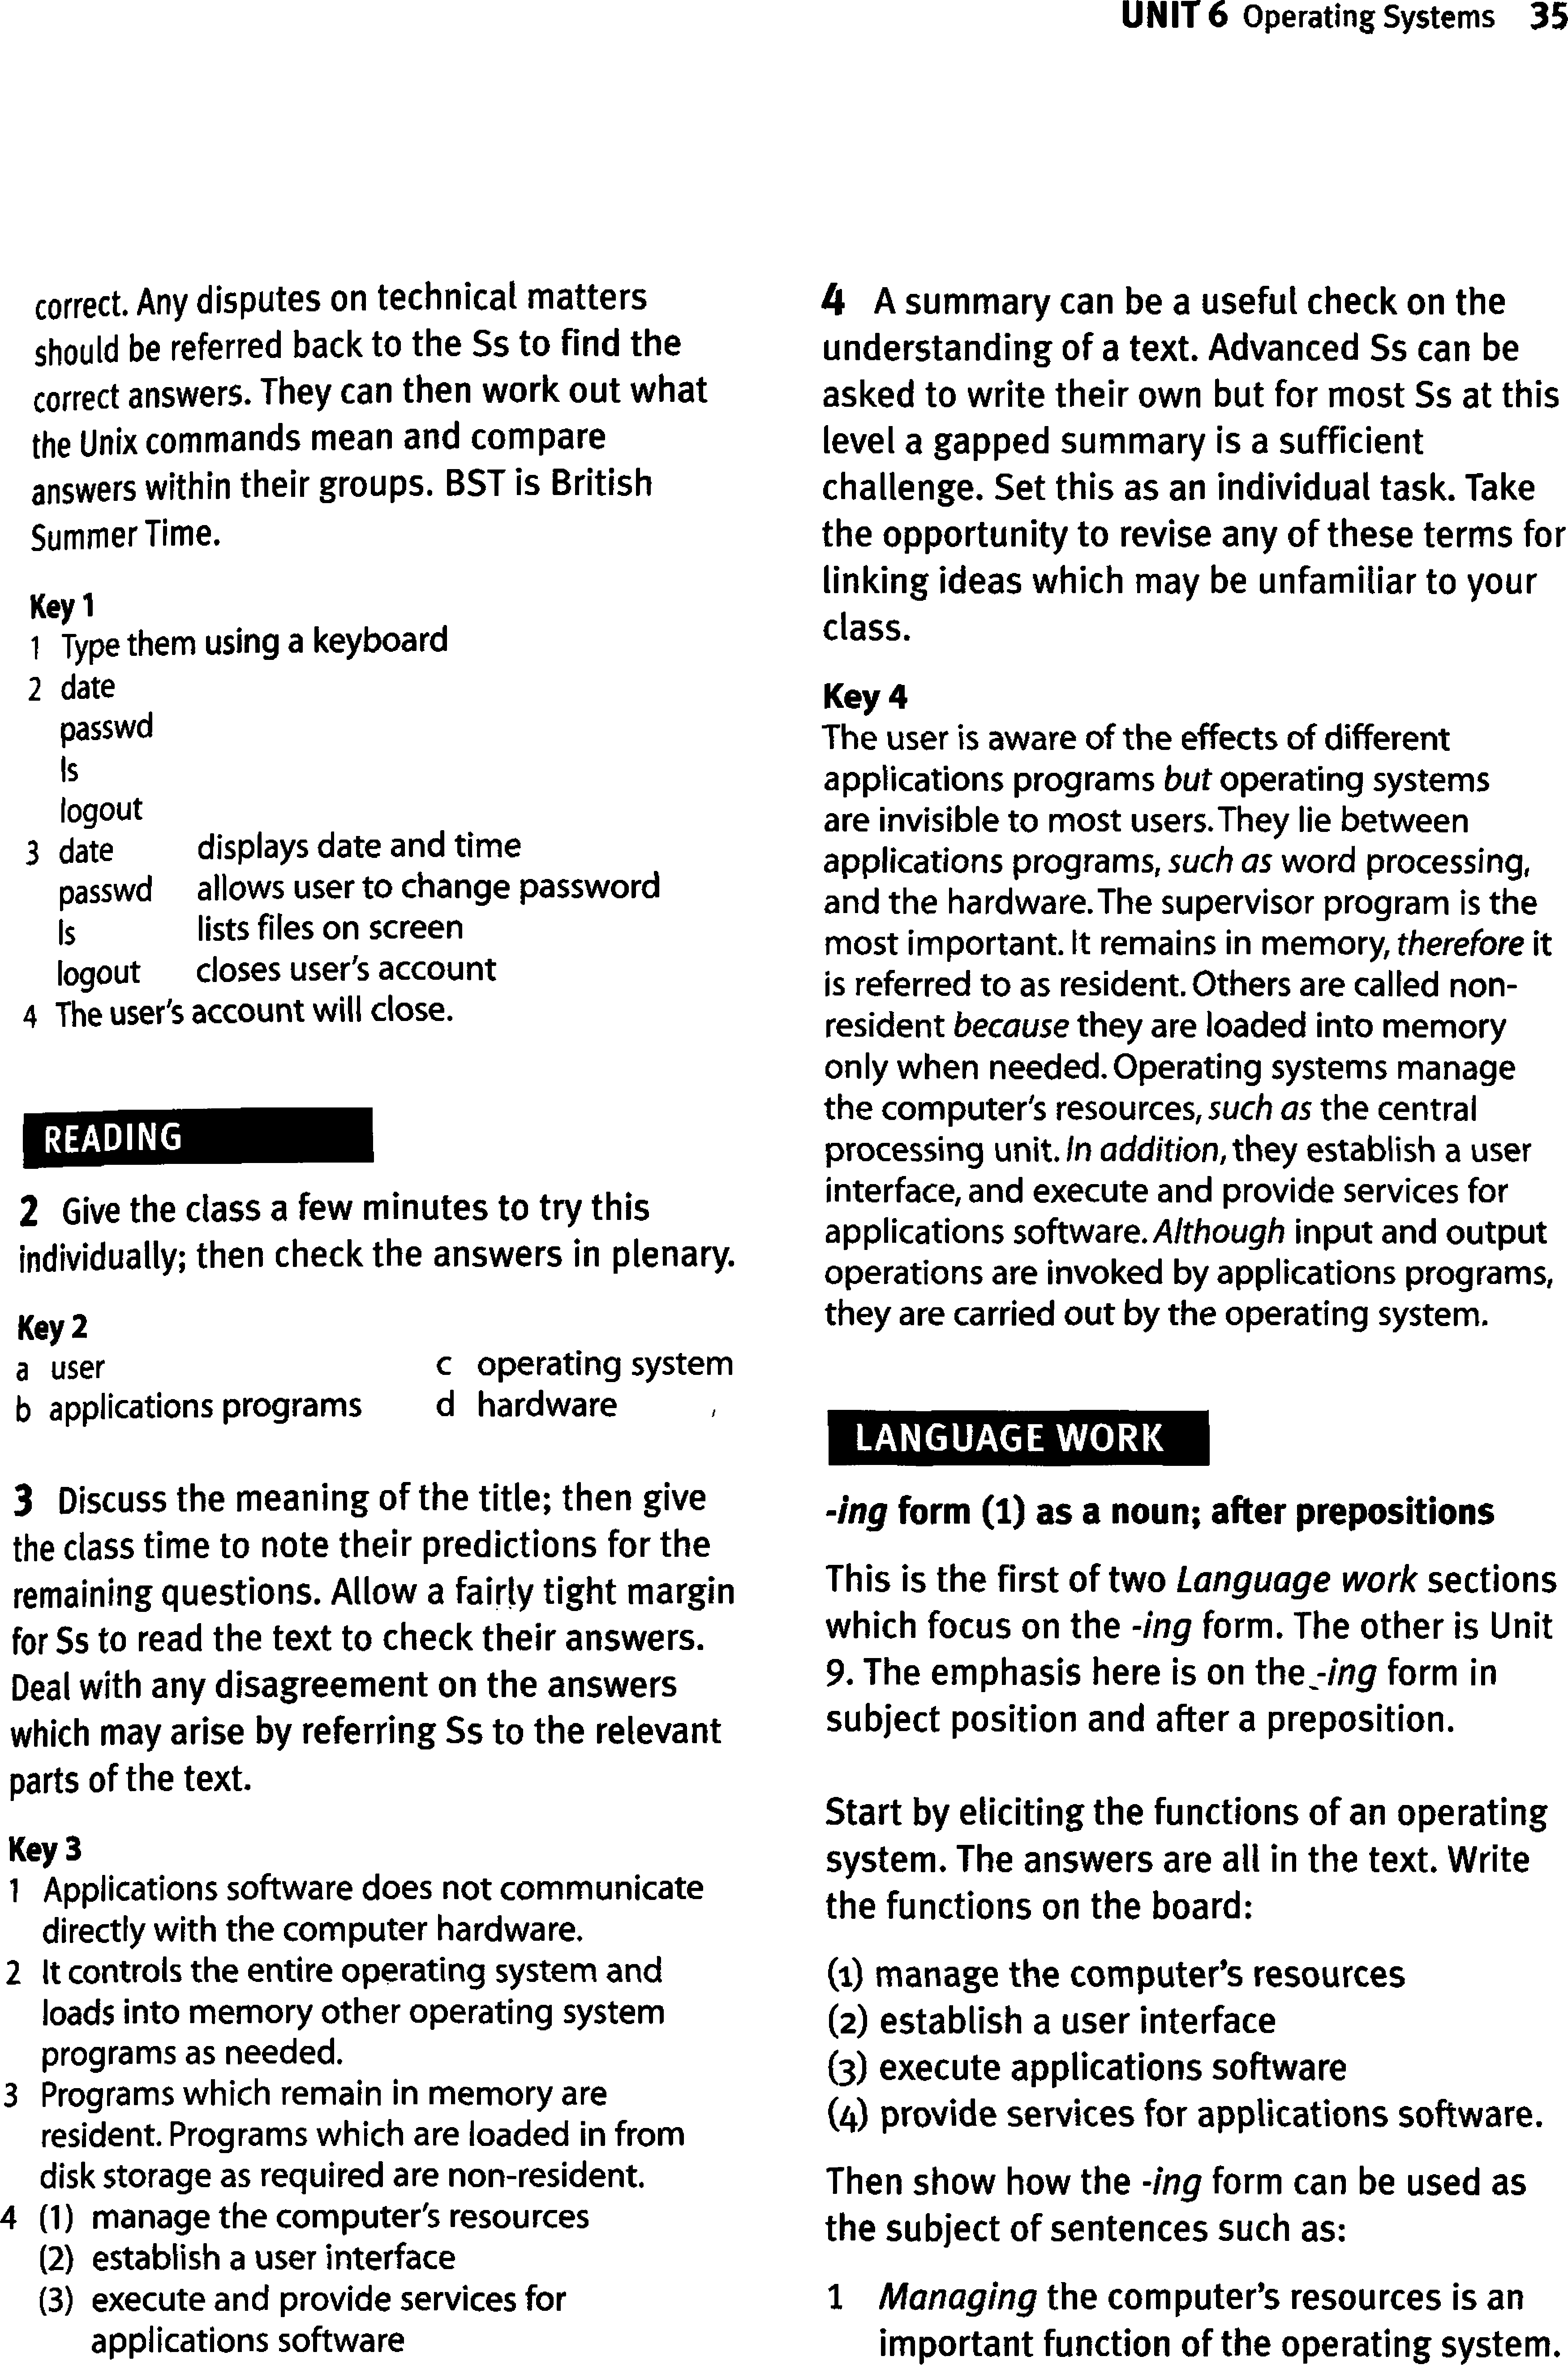 UNIT 6 Operating Systems 35
correct. Any disputes on technical matters
should be referred back to the Ss to find the
correct answers. They can then work out what
the Unix commands mean and compare
answers within their groups. BST is British
Summer Time.
Key 1
1 Type them using a keyboard
2 date
passwd
ls
logout
3 date displays date and time
passwd allows user to change password
ls lists files on screen
logout closes user's account
4 The user's account will close.
READING
2 Give the class a few minutes to try this
individually; then check the answers in plenary.
Key 2
a user c operating system
b applications programs d hardware
3 Discuss the meaning of the title; then give
the class time to note their predictions for the
remaining questions. Allow a fairly tight margin
for Ss to read the text to check their answers.
Deal with any disagreement on the answers
which may arise by referring Ss to the relevant
parts of the text.
Key 3
1 Applications software does not communicate
directly with the computer hardware.
2 It controls the entire operating system and
loads into memory other operating system
programs as needed.
3 Programs which remain in memory are
resident. Programs which are loaded in from
disk storage as required are non-resident.
4 (1) manage the computer's resources
(2) establish a user interface
(3) execute and provide services for
applications software
4 A summary can be a useful check on the
understanding of a text. Advanced Ss can be
asked to write their own but for most Ss at this
level a gapped summary is a sufficient
challenge. Set this as an individual task. Take
the opportunity to revise any of these terms for
linking ideas which may be unfamiliar to your
class.
Key 4
The user is aware of the effects of different
applications programs but operating systems
are invisible to most users. They lie between
applications programs, such as word processing,
and the hardware. The supervisor program is the
most important. It remains in memory, therefore it
is referred to as resident. Others are called non-
resident because they are loaded into memory
only when needed. Operating systems manage
the computer's resources, such as the central
processing unit. In addition, they establish a user
interface, and execute and provide services for
applications software. Although input and output
operations are invoked by applications programs,
they are carried out by the operating system.
LANGUAGE WORK
-ing form (1) as a noun; after prepositions
This is the first of two Language work sections
which focus on the -ing form. The other is Unit
9. The emphasis here is on the -ing form in
subject position and after a preposition.
Start by eliciting the functions of an operating
system. The answers are all in the text. Write
the functions on the board:
(1) manage the computer's resources
(2) establish a user interface
(3) execute applications software
(4) provide services for applications software.
Then show how the -ing form can be used as
the subject of sentences such as:
1 Managing the computer's resources is an
important function of the operating system.